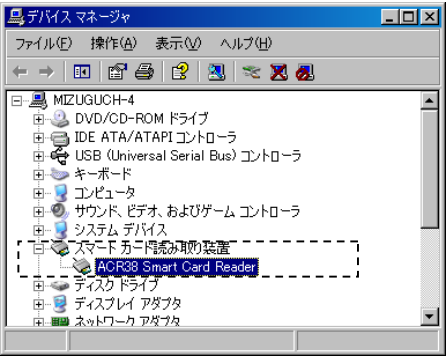 デバイス マネージャ
ファイル(F) 操作(A) 表示(V) ヘルプ(H)
MIZUGUCH-4
DVD/CD-ROM ドライブ
IDE ATA/ATAPI コントローラ
USB (Universal Serial Bus) コントローラ
キーボード
コンピュータ
サウンド、ビデオ、およびゲーム コントローラ
システム デバイス
スマート カード読み取り装置
ACR38 Smart Card Reader
ディスク ドライブ
ディスプレイ アダプタ
ネットワーク アダプタ